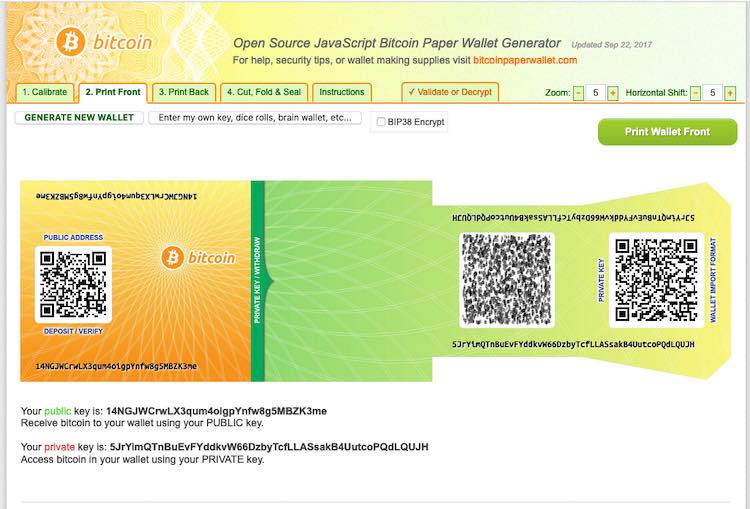 bitcoin
Open Source JavaScript Bitcoin Paper Wallet Generator Updated Sep 22, 2017
For help, security tips, or wallet making supplies visit bitcoinpaperwallet.com
1. Calibrate 2. Print Front 3. Print Back 4. Cut, Fold & Seal Instructions ✓ Validate or Decrypt Zoom: - 5 + Horizontal Shift: - 5 +
GENERATE NEW WALLET Enter my own key, dice rolls, brain wallet, etc... BIP38 Encrypt
Print Wallet Front
14NGJWCrwLX3qum4oigpYnfw8g5MBZK3me
PUBLIC ADDRESS
bitcoin
DEPOSIT / VERIFY
14NGJWCrwLX3qum4oigpYnfw8g5MBZK3me
PRIVATE KEY / WITHDRAW
5JrYimQTnBuEvFYddkvW66DzbyTcfLLASsakB4UutcoPQdLQUJH
PRIVATE KEY
WALLET IMPORT FORMAT
5JrYimQTnBuEvFYddkvW66DzbyTcfLLASsakB4UutcoPQdLQUJH
Your public key is: 14NGJWCrwLX3qum4oigpYnfw8g5MBZK3me
Receive bitcoin to your wallet using your PUBLIC key.
Your private key is: 5JrYimQTnBuEvFYddkvW66DzbyTcfLLASsakB4UutcoPQdLQUJH
Access bitcoin in your wallet using your PRIVATE key.